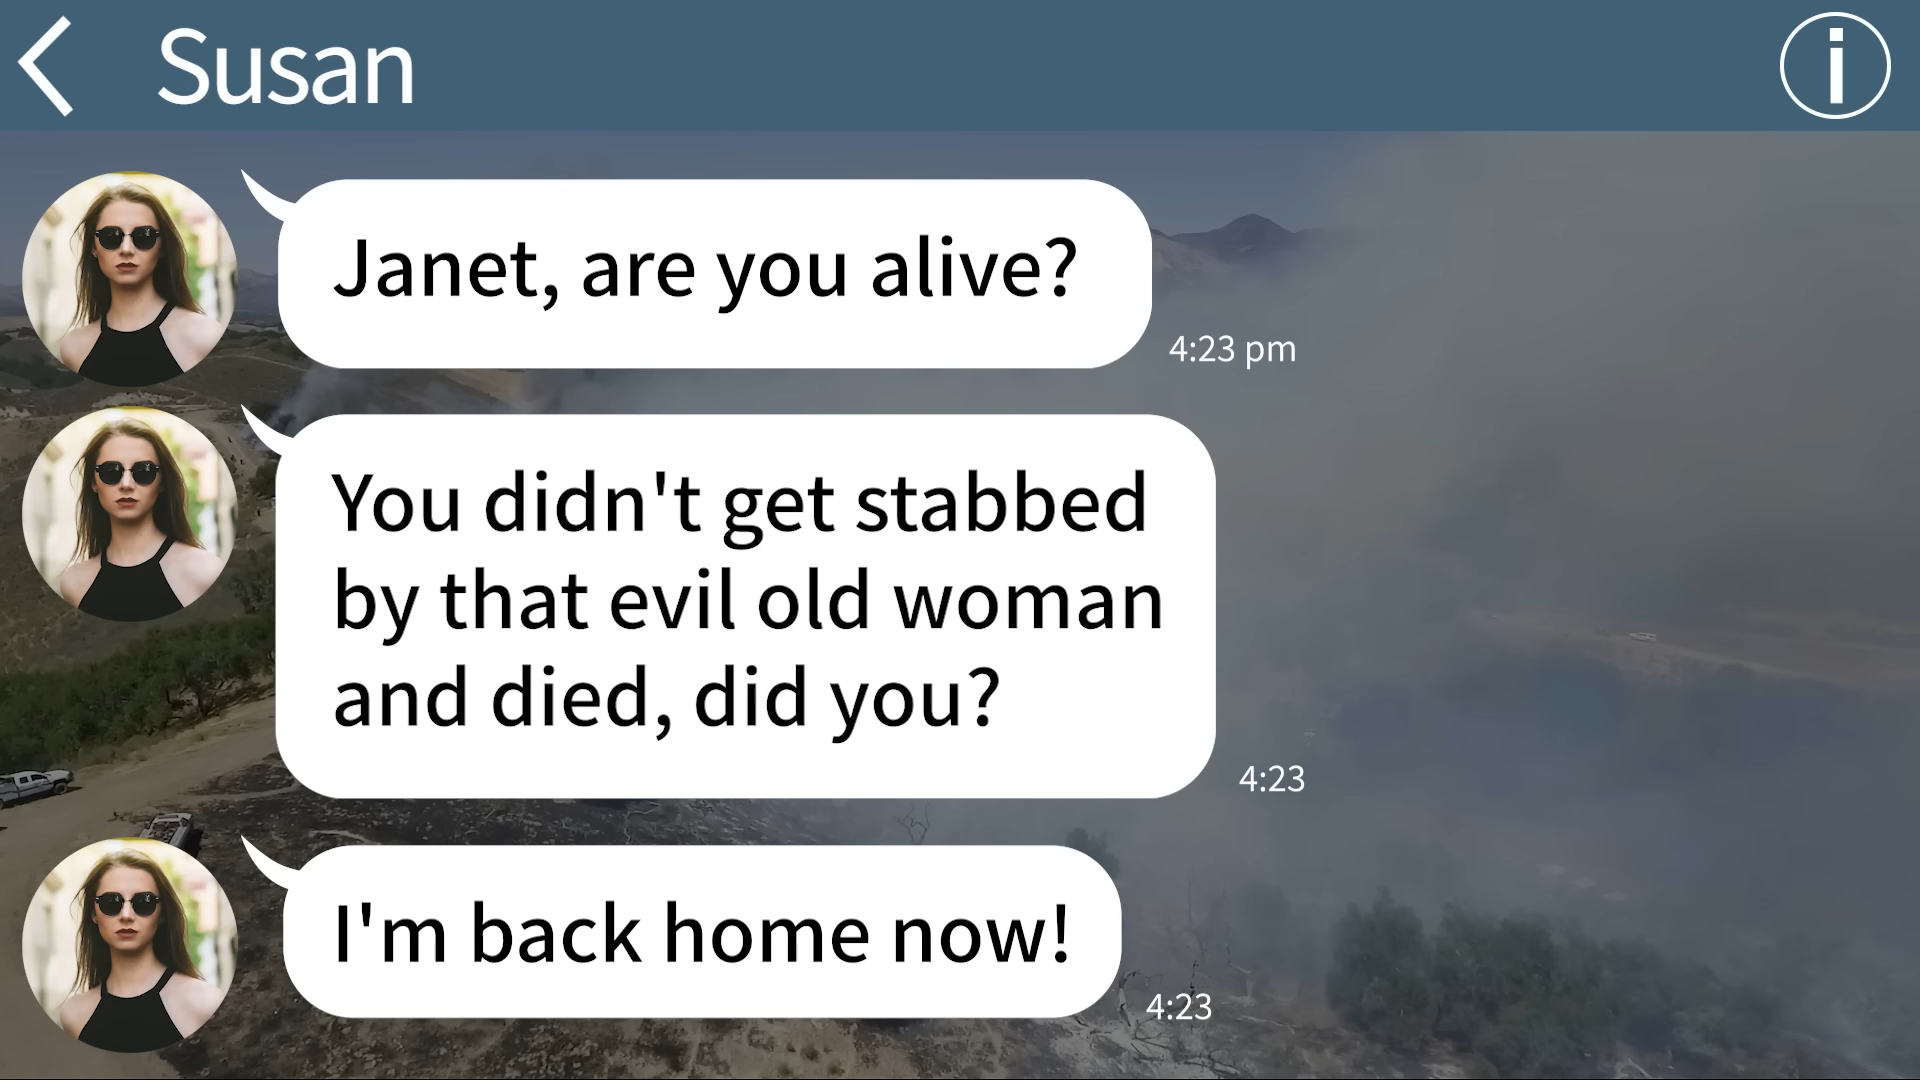 Susan
Janet, are you alive?
4:23 pm
You didn't get stabbed
by that evil old woman
and died, did you?
4:23
I'm back home now!
4:23